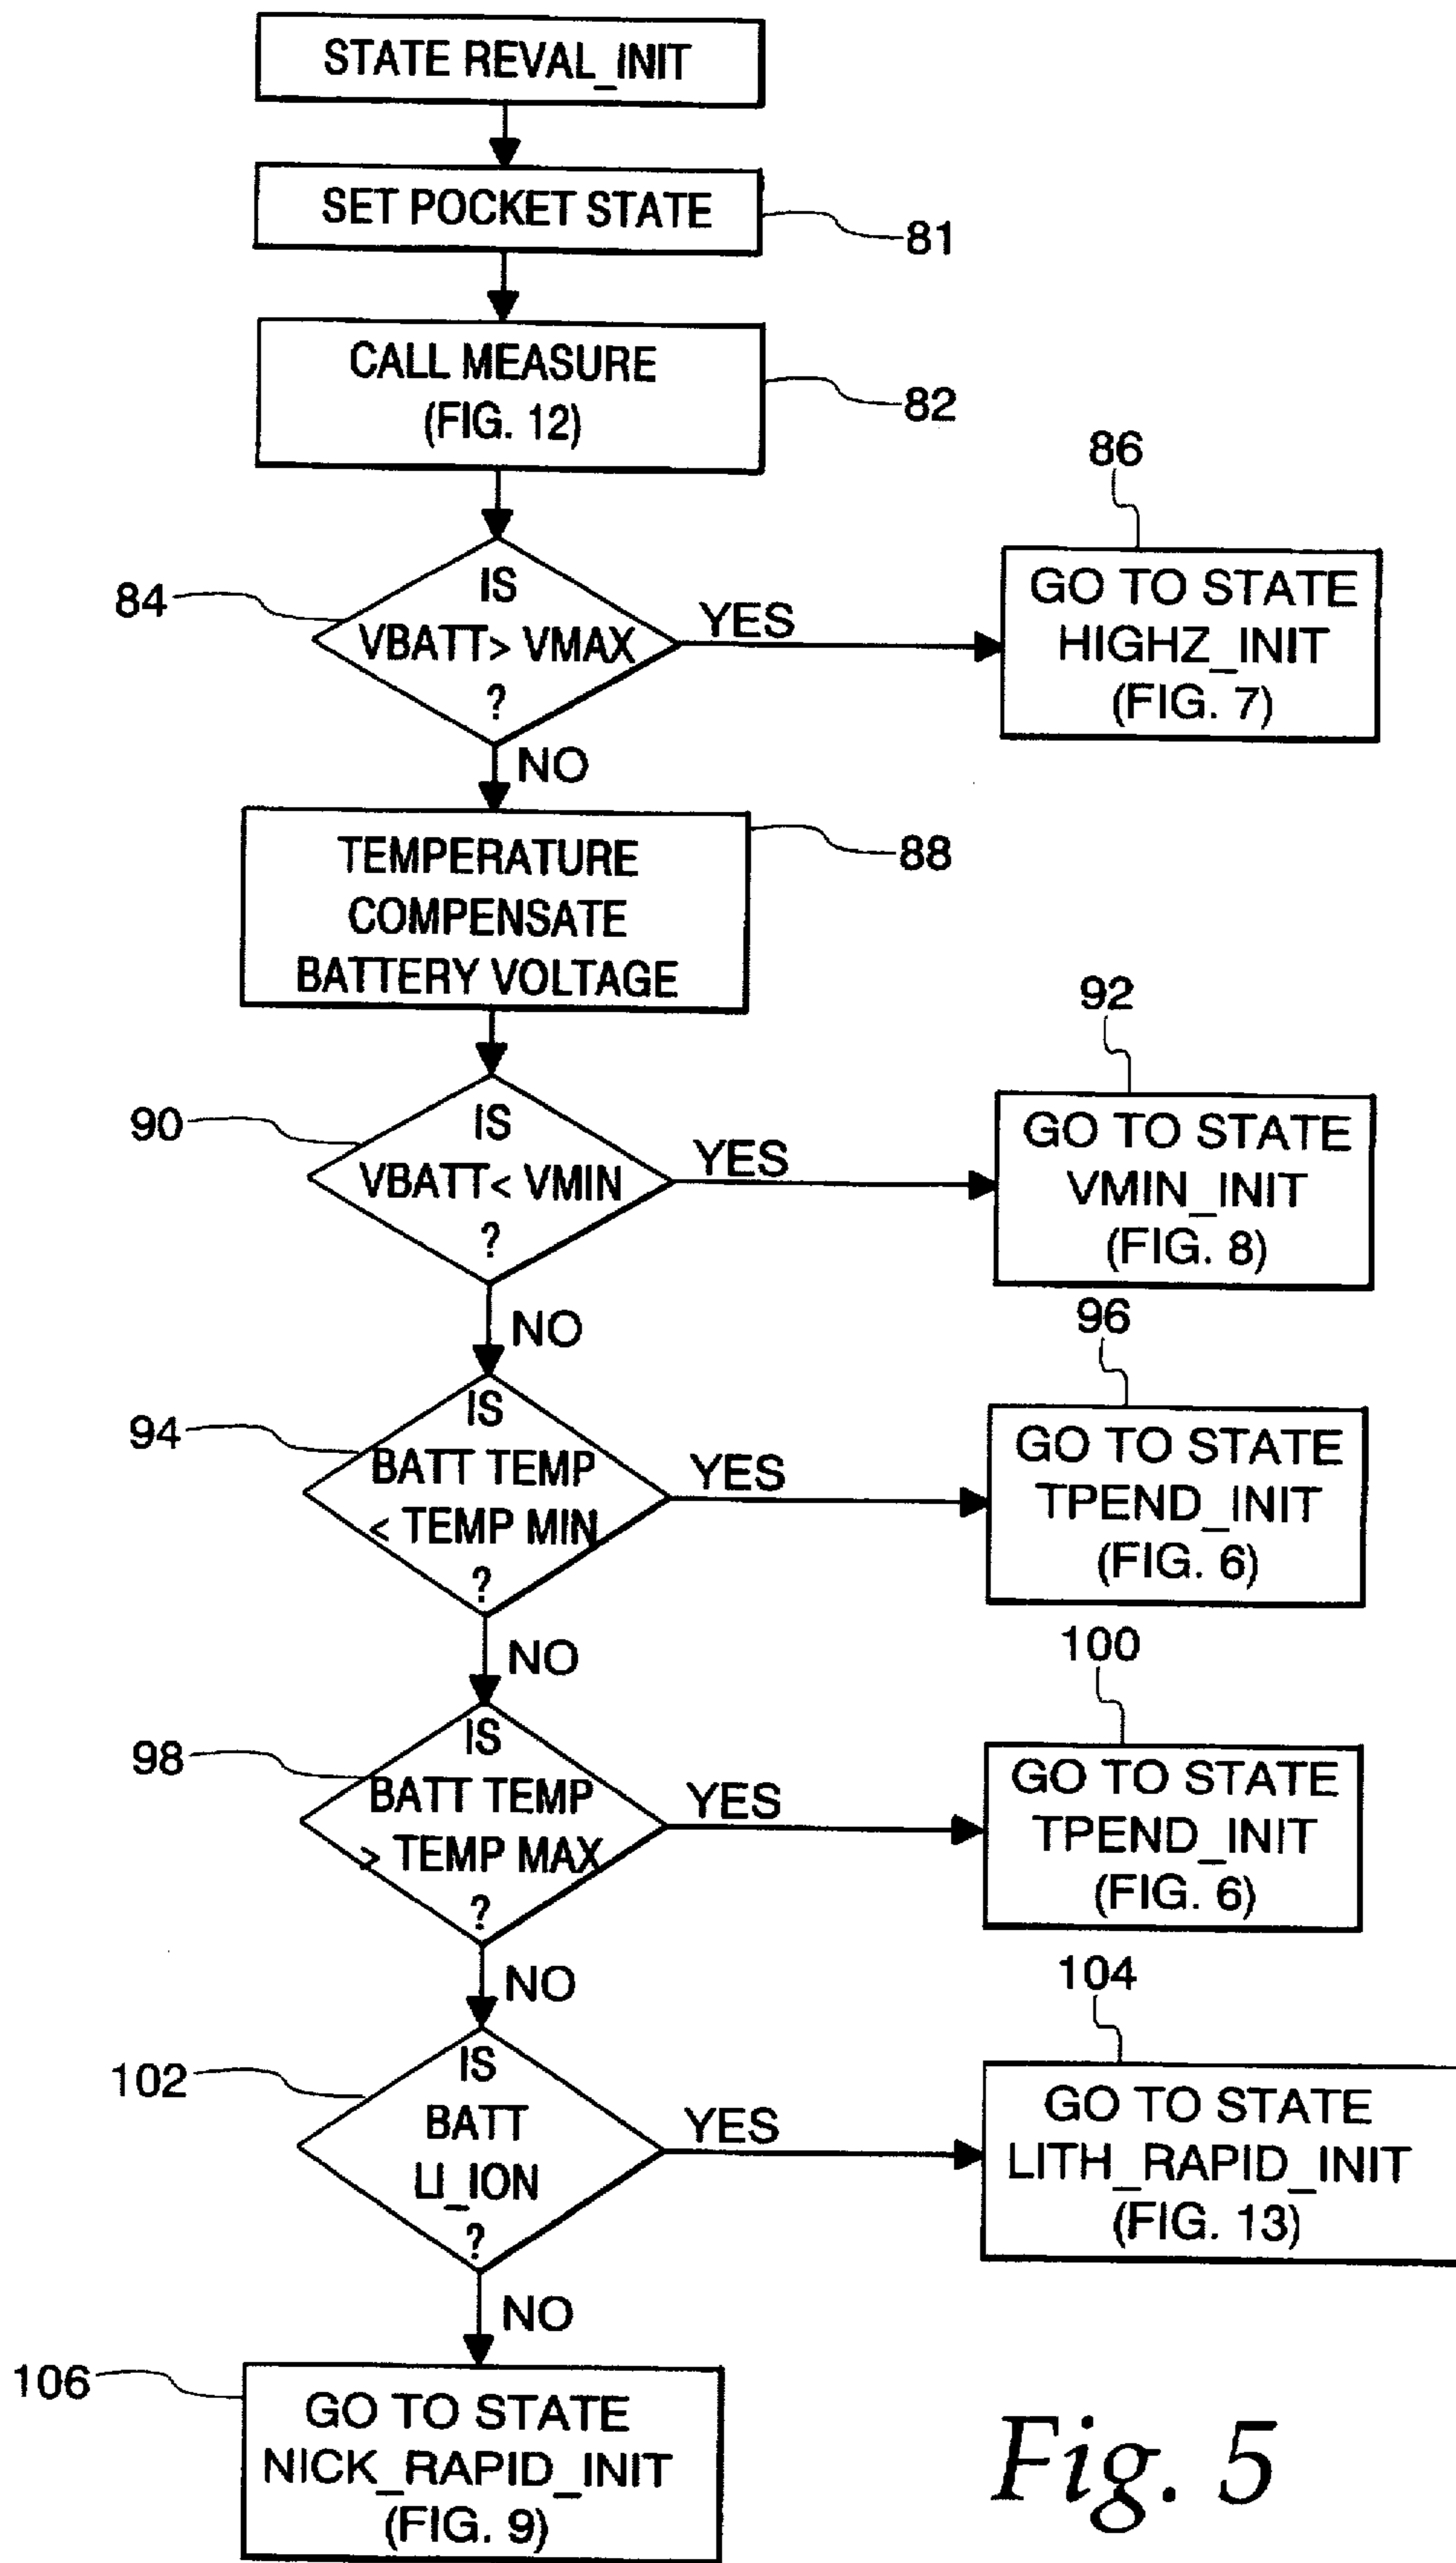 STATE REVAL_INIT
SET POCKET STATE
81
CALL MEASURE
(FIG. 12)
82
86
84
IS
VBATT> VMAX
?
YES
GO TO STATE
HIGHZ_INIT
(FIG. 7)
NO
TEMPERATURE
COMPENSATE
BATTERY VOLTAGE
88
92
90
IS
VBATT< VMIN
?
YES
GO TO STATE
VMIN_INIT
(FIG. 8)
NO
96
94
IS
BATT TEMP
< TEMP MIN
?
YES
GO TO STATE
TPEND_INIT
(FIG. 6)
NO
100
98
IS
BATT TEMP
> TEMP MAX
?
YES
GO TO STATE
TPEND_INIT
(FIG. 6)
NO
104
102
IS
BATT
LI_ION
?
YES
GO TO STATE
LITH_RAPID_INIT
(FIG. 13)
NO
106
GO TO STATE
NICK_RAPID_INIT
(FIG. 9)
Fig. 5